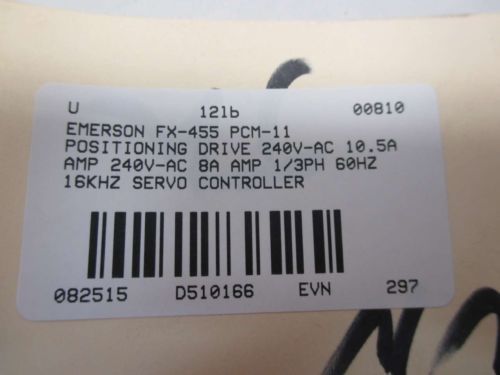 U 12lb 00810
EMERSON FX-455 PCM-11
POSITIONING DRIVE 240V-AC 10.5A
AMP 240V-AC 8A AMP 1/3PH 60HZ
16KHZ SERVO CONTROLLER
082515 D510166 EVN 297